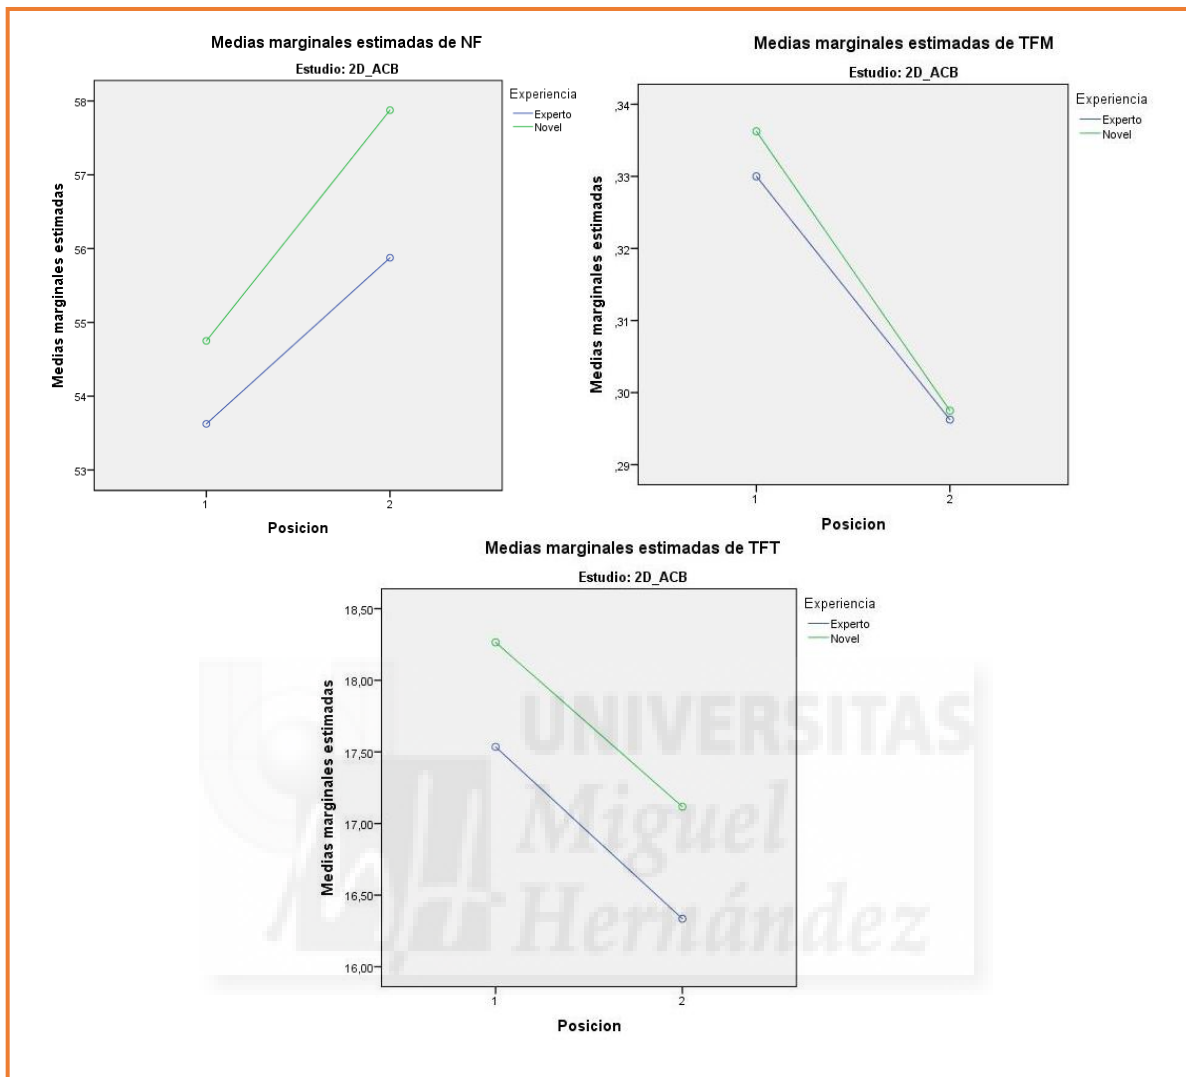 Medias marginales estimadas de NF
Estudio: 2D_ACB
Experiencia
Experto
Novel
Medias marginales estimadas
58
57
56
55
54
53
1
2
Posicion
Medias marginales estimadas de TFM
Estudio: 2D_ACB
Experiencia
Experto
Novel
Medias marginales estimadas
,34
,33
,32
,31
,30
,29
1
2
Posicion
Medias marginales estimadas de TFT
Estudio: 2D_ACB
Experiencia
Experto
Novel
Medias marginales estimadas
18,50
18,00
17,50
17,00
16,50
16,00
1
2
Posicion
UNIVERSITAS
Miguel
Hernández